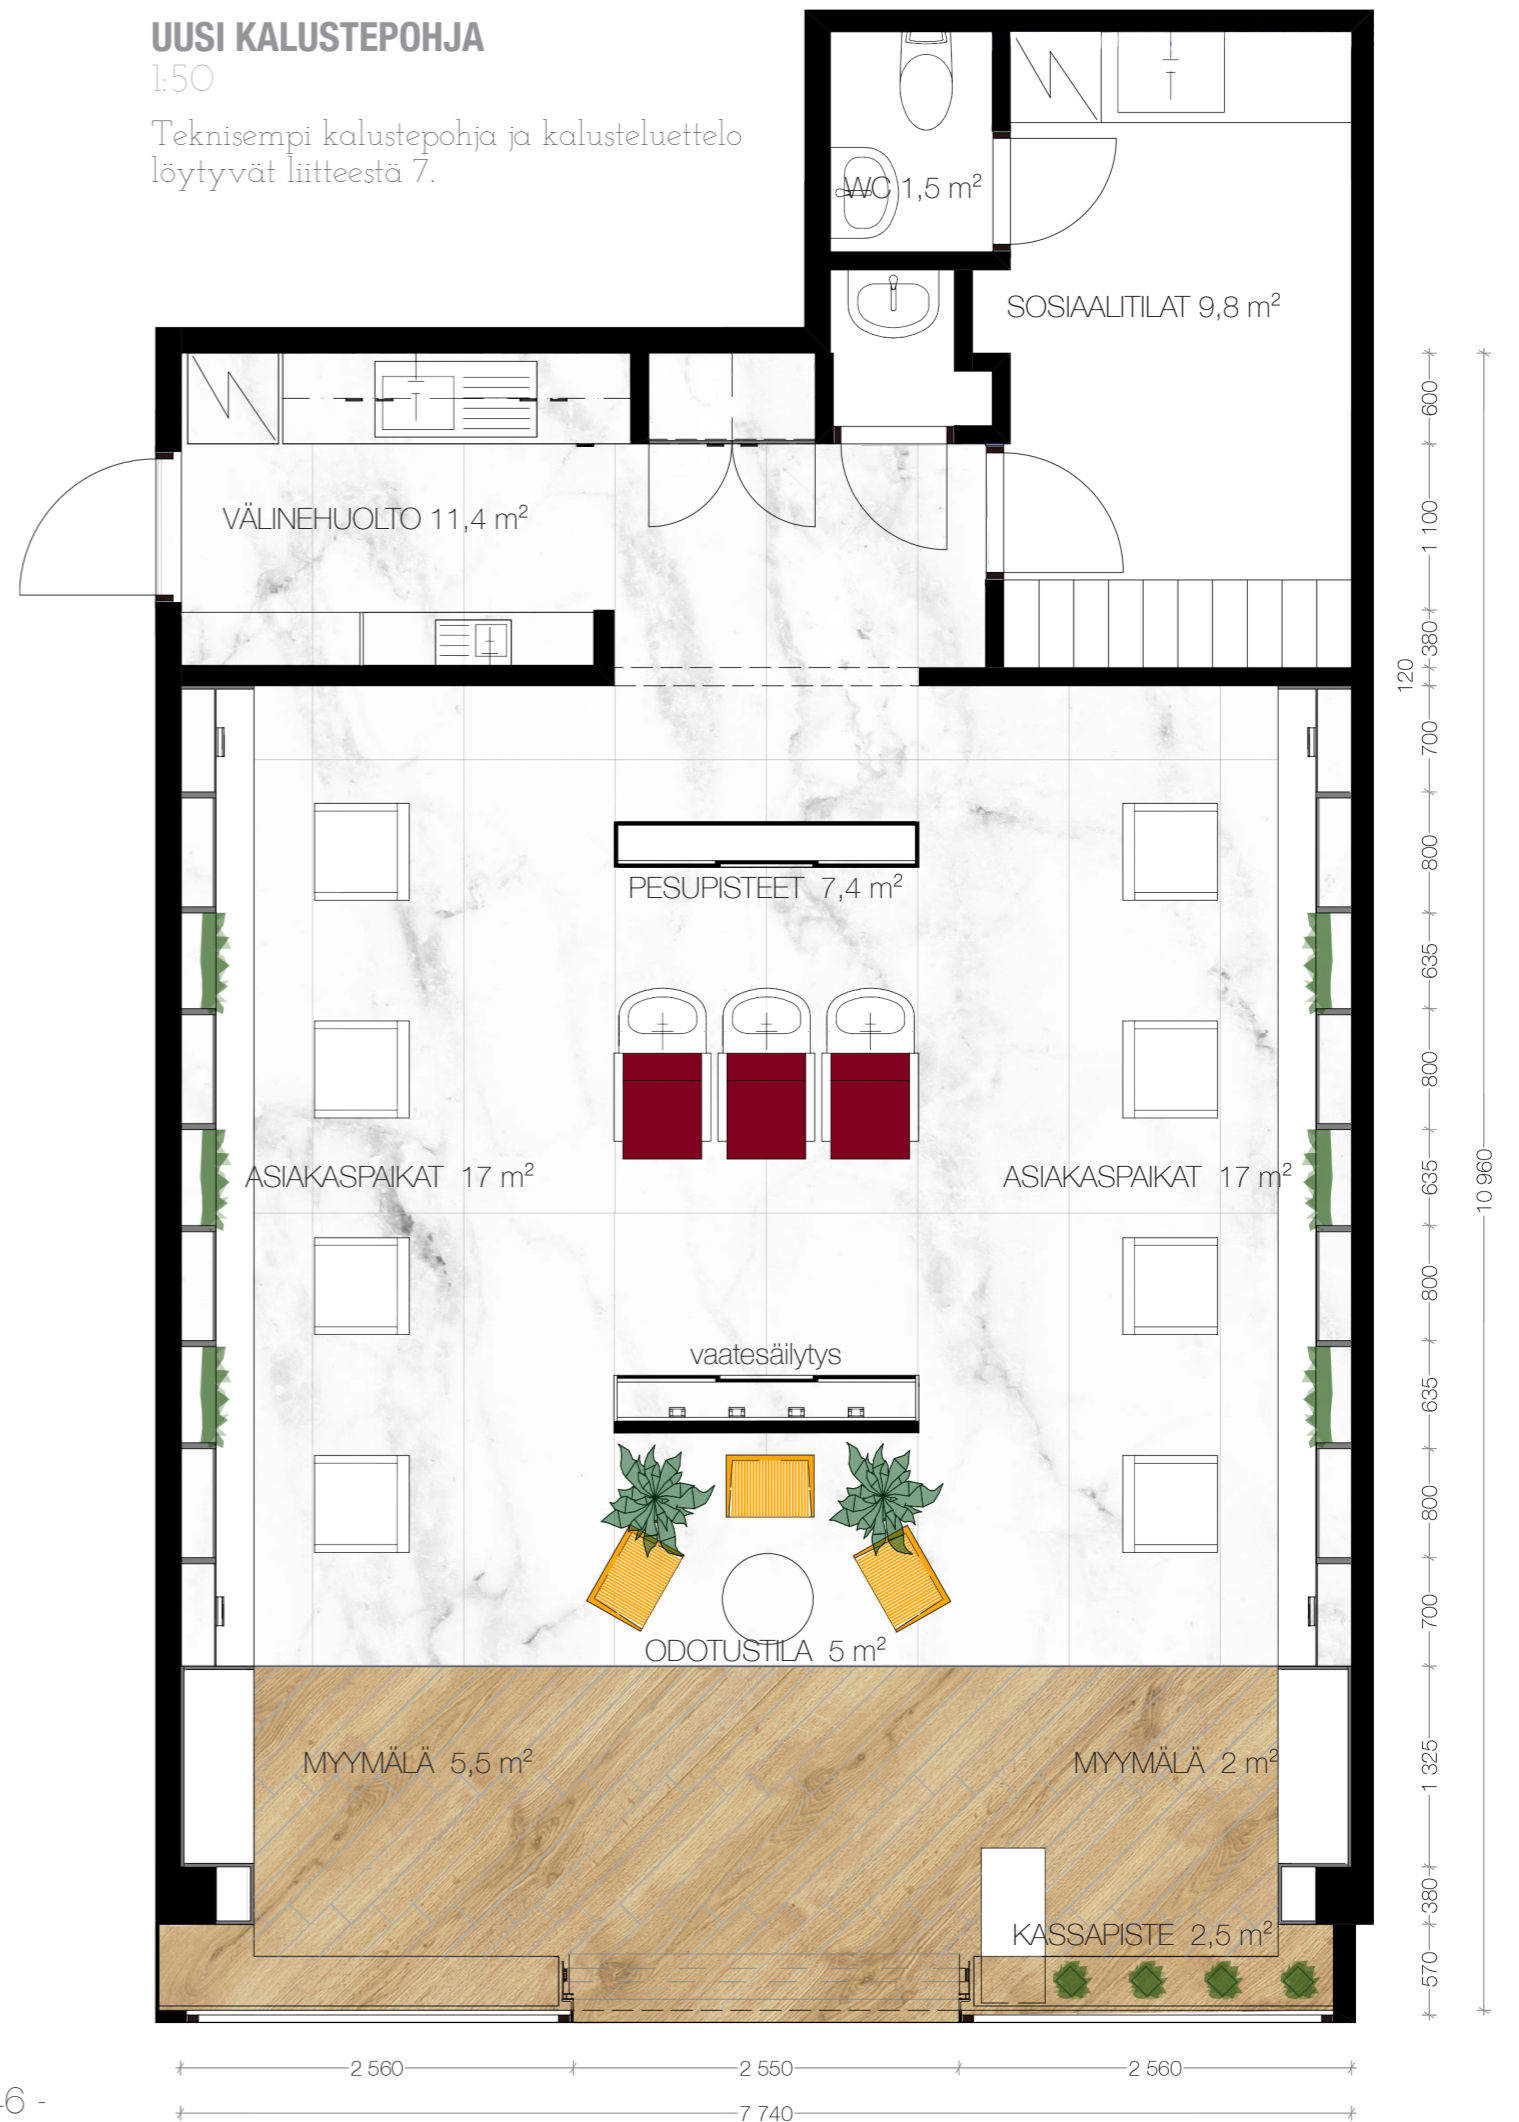 UUSI KALUSTEPOHJA
1:50
Teknisempi kalustepohja ja kalusteluettelo
löytyvät liitteestä 7.
WC 1,5 m²
SOSIAALITILAT 9,8 m²
VÄLINEHUOLTO 11,4 m²
PESUPISTEET 7,4 m²
ASIAKASPAIKAT 17 m²
ASIAKASPAIKAT 17 m²
vaatesäilytys
ODOTUSTILA 5 m²
MYYMÄLÄ 5,5 m²
MYYMÄLÄ 2 m²
KASSAPISTE 2,5 m²
600
1 100
380
120
700
800
635
800
635
800
635
800
700
1 325
380
570
10 960
2 560
2 550
2 560
7 740
6 -